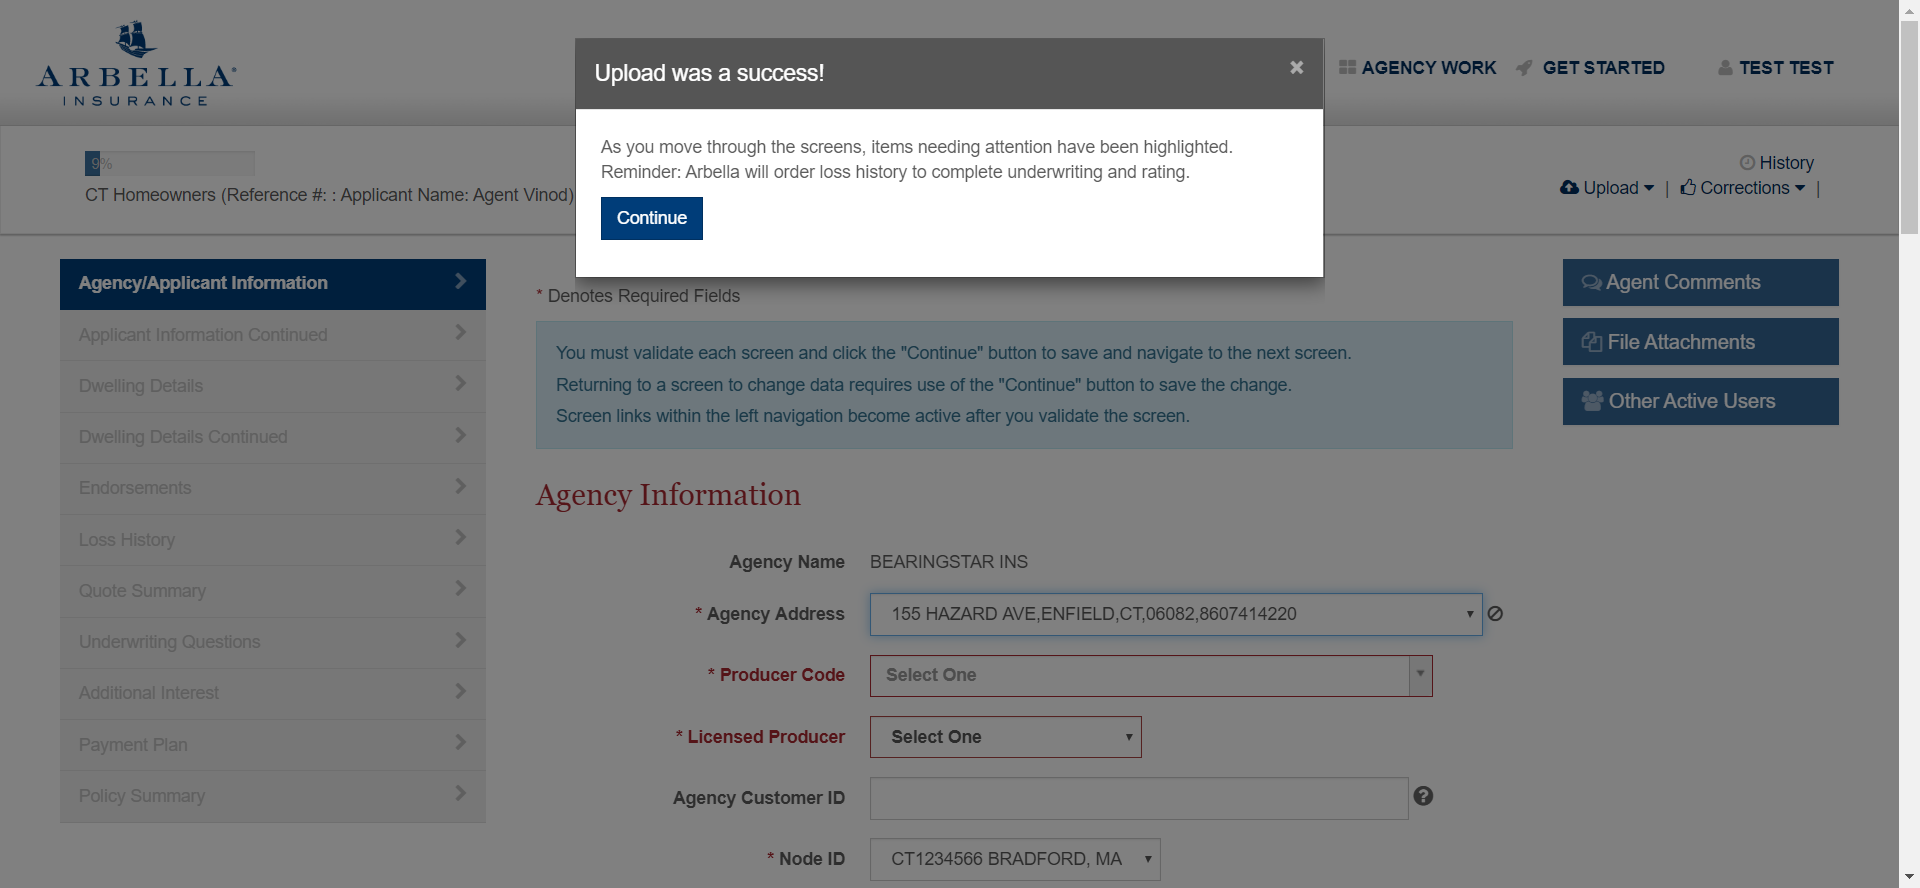 ARBELLA®
INSURANCE
Upload was a success!
×
AGENCY WORK
GET STARTED
TEST TEST
As you move through the screens, items needing attention have been highlighted.
Reminder: Arbella will order loss history to complete underwriting and rating.
Continue
9%
CT Homeowners (Reference #: : Applicant Name: Agent Vinod)
History
Upload | Corrections |
Agency/Applicant Information
Applicant Information Continued
Dwelling Details
Dwelling Details Continued
Endorsements
Loss History
Quote Summary
Underwriting Questions
Additional Interest
Payment Plan
Policy Summary
* Denotes Required Fields
You must validate each screen and click the "Continue" button to save and navigate to the next screen.
Returning to a screen to change data requires use of the "Continue" button to save the change.
Screen links within the left navigation become active after you validate the screen.
Agency Information
Agency Name BEARINGSTAR INS
* Agency Address 155 HAZARD AVE,ENFIELD,CT,06082,8607414220
* Producer Code Select One
* Licensed Producer Select One
Agency Customer ID
* Node ID CT1234566 BRADFORD, MA
Agent Comments
File Attachments
Other Active Users